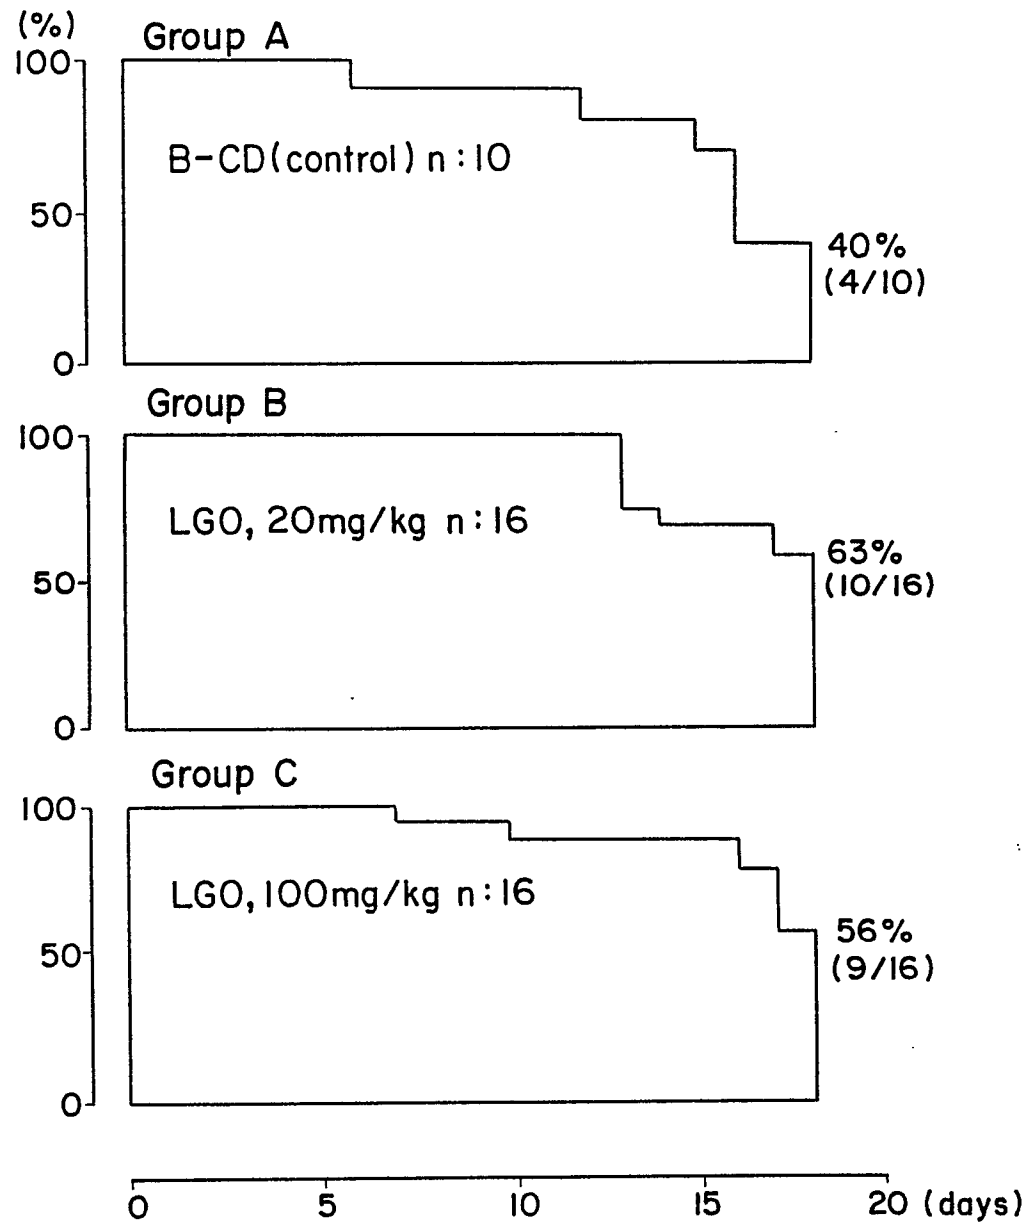 (%)
Group A
100
B-CD(control) n:10
50
40%
(4/10)
0
Group B
100
LGO, 20mg/kg n:16
63%
50
(10/16)
0
Group C
100
LGO, 100mg/kg n:16
56%
50
(9/16)
0
0 5 10 15 20 (days)